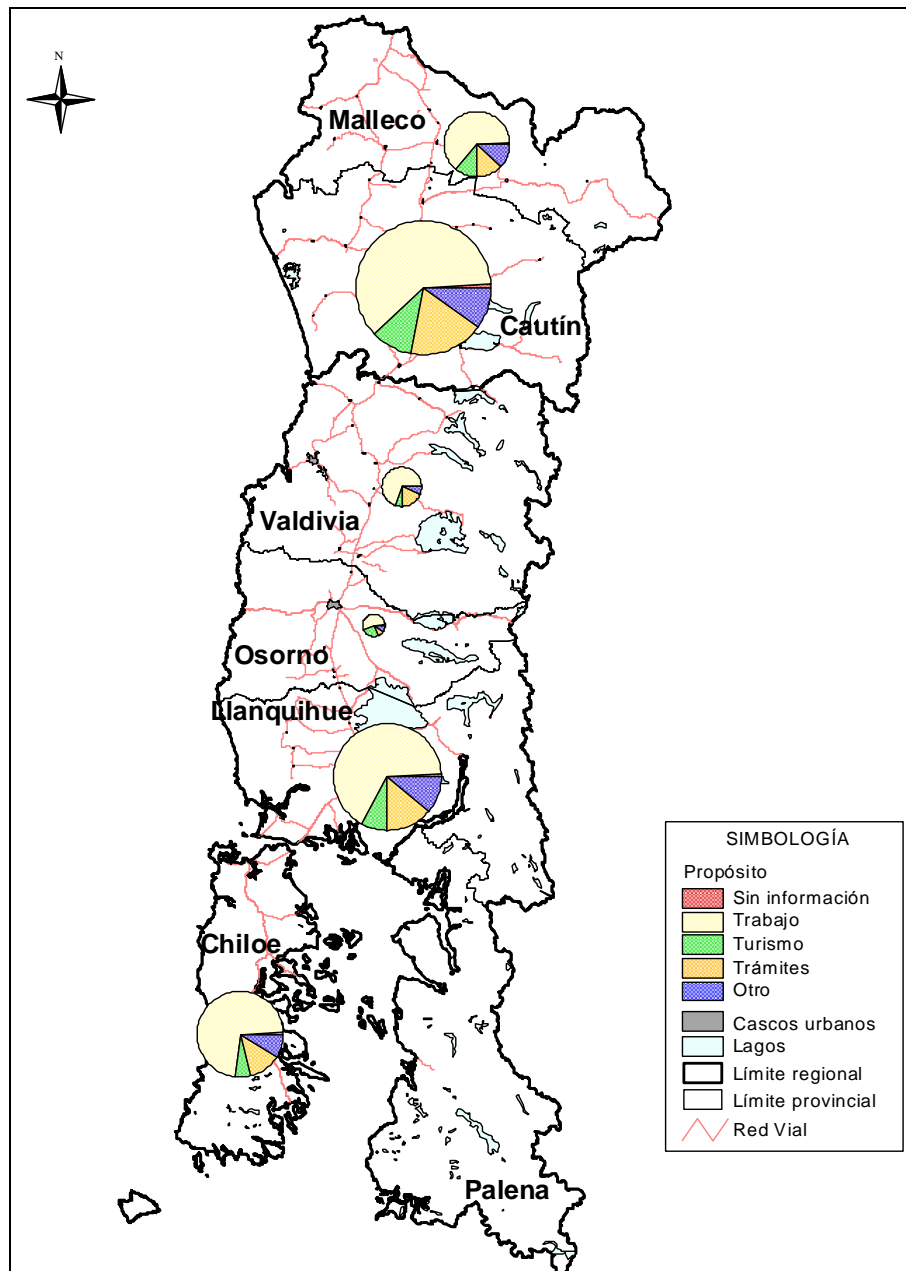 N
Malleco
Cautín
Valdivia
Osorno
Llanquihue
Chiloe
Palena
SIMBOLOGÍA
Propósito
Sin información
Trabajo
Turismo
Trámites
Otro
Cascos urbanos
Lagos
Límite regional
Límite provincial
Red Vial